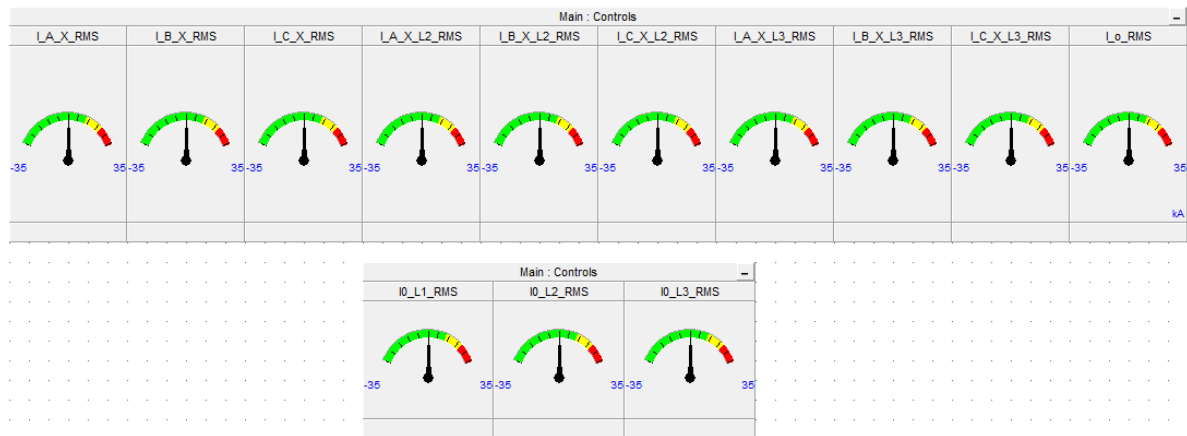 Main : Controls
I_A_X_RMS I_B_X_RMS I_C_X_RMS I_A_X_L2_RMS I_B_X_L2_RMS I_C_X_L2_RMS I_A_X_L3_RMS I_B_X_L3_RMS I_C_X_L3_RMS I_o_RMS
-35 35 -35 35 -35 35 -35 35 -35 35 -35 35 -35 35 -35 35 -35 35 -35 35
kA
Main : Controls
I0_L1_RMS I0_L2_RMS I0_L3_RMS
-35 35 -35 35 -35 35